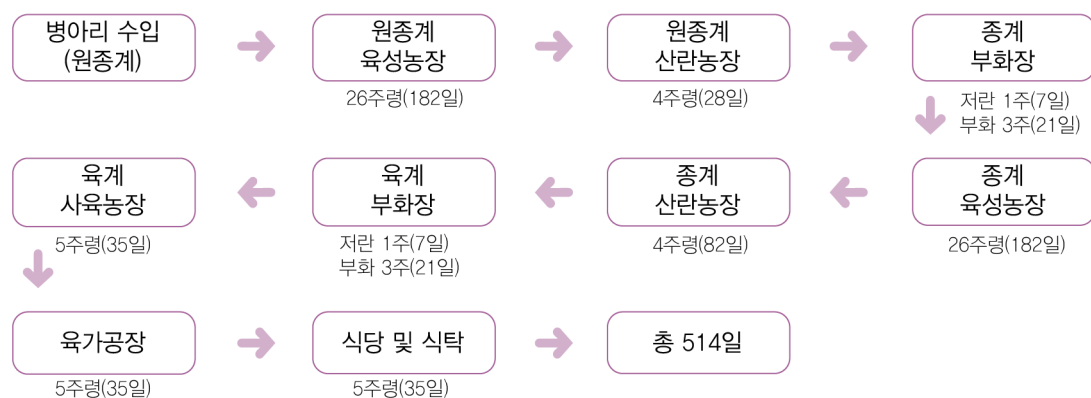 병아리 수입
(원종계)
원종계
육성농장
26주령(182일)
원종계
산란농장
4주령(28일)
종계
부화장
저란 1주(7일)
부화 3주(21일)
종계
육성농장
26주령(182일)
종계
산란농장
4주령(82일)
육계
부화장
저란 1주(7일)
부화 3주(21일)
육계
사육농장
5주령(35일)
육가공장
5주령(35일)
식당 및 식탁
5주령(35일)
총 514일